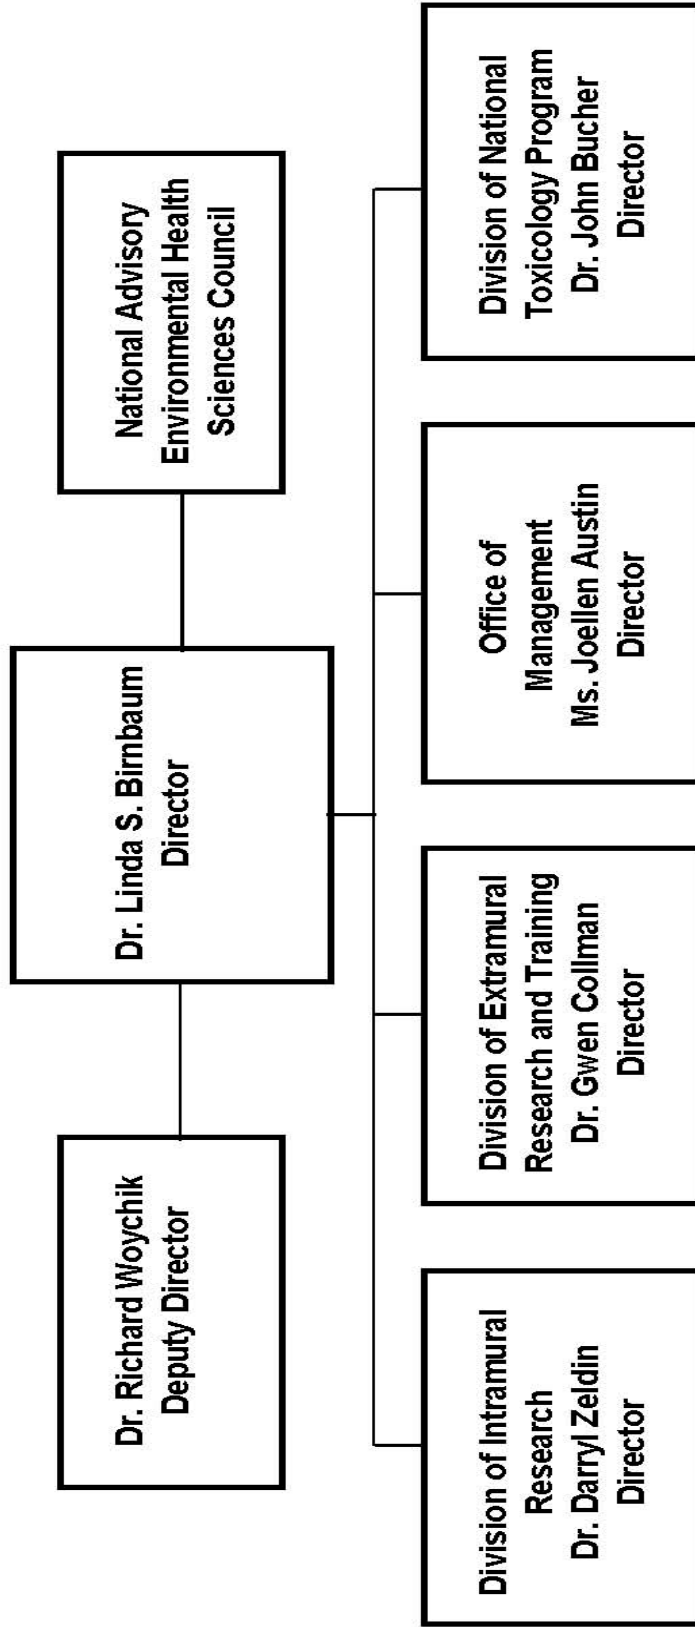 Dr. Linda S. Birnbaum
Director
Dr. Richard Woychik
Deputy Director
National Advisory
Environmental Health
Sciences Council
Division of Intramural
Research
Dr. Darryl Zeldin
Director
Division of Extramural
Research and Training
Dr. Gwen Collman
Director
Office of
Management
Ms. Joellen Austin
Director
Division of National
Toxicology Program
Dr. John Bucher
Director